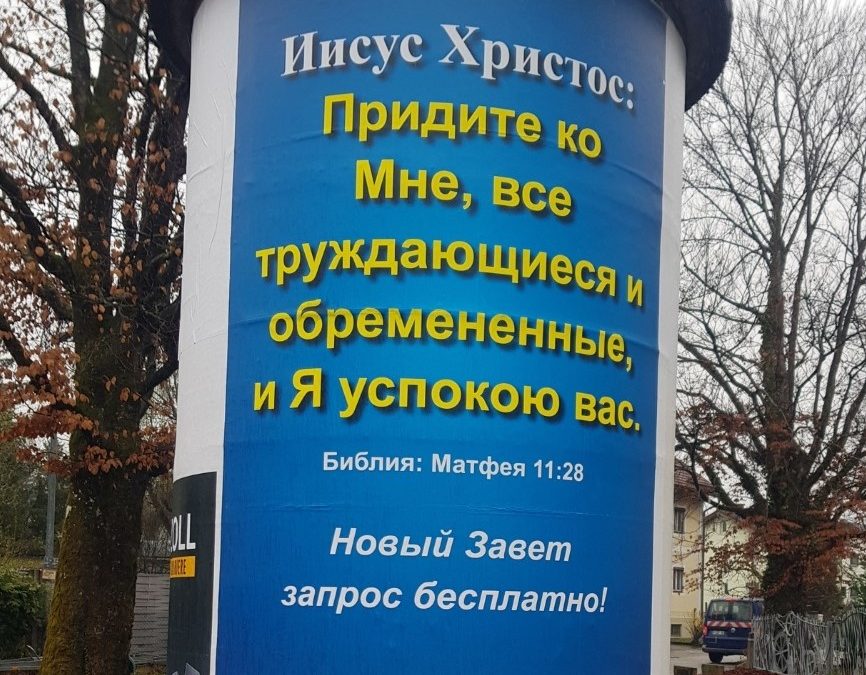 Иисус Христос:
Придите ко
Мне, все
труждающиеся и
обремененные,
и Я успокою вас.
Библия: Матфея 11:28
Новый Завет
запрос бесплатно!